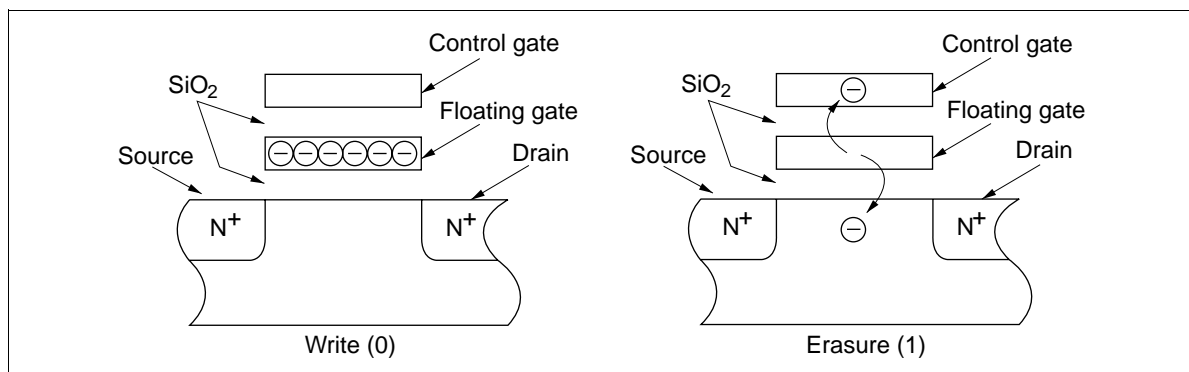 Control gate
SiO2
Floating gate
Source
Drain
N+
N+
Write (0)
Control gate
SiO2
Floating gate
Source
Drain
N+
N+
Erasure (1)